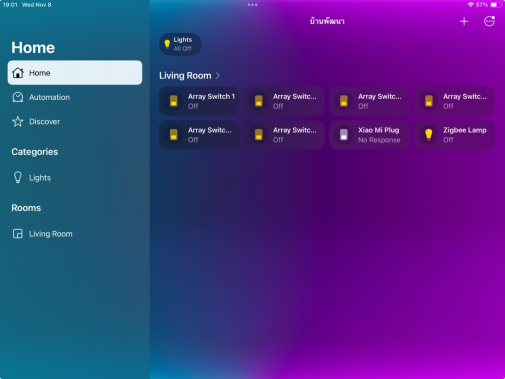 19:01 Wed Nov 8
57%
บ้านพัฒนา
Home
Home
Automation
Discover
Categories
Lights
Rooms
Living Room
Lights
All Off
Living Room
Array Switch 1
Off
Array Switc...
Off
Array Switc...
Off
Array Switc...
Off
Array Switc...
Off
Array Switc...
Off
Xiao Mi Plug
No Response
Zigbee Lamp
Off